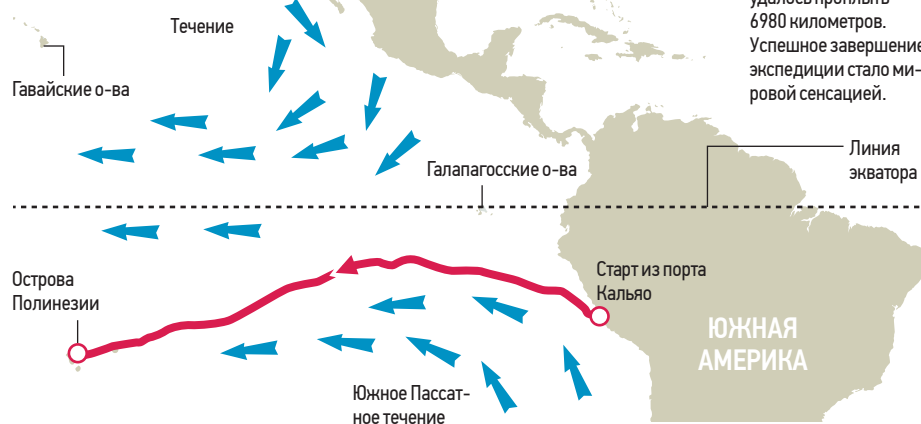 удалось проплыть
6980 километров.
Успешное завершение
экспедиции стало ми-
ровой сенсацией.
Течение
Гавайские о-ва
Линия
экватора
Галапагосские о-ва
Острова
Полинезии
Старт из порта
Кальяо
ЮЖНАЯ
АМЕРИКА
Южное Пассат-
ное течение